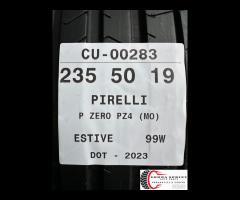 CU-00283
235 50 19
PIRELLI
P ZERO PZ4 (MO)
ESTIVE 99W
DOT - 2023